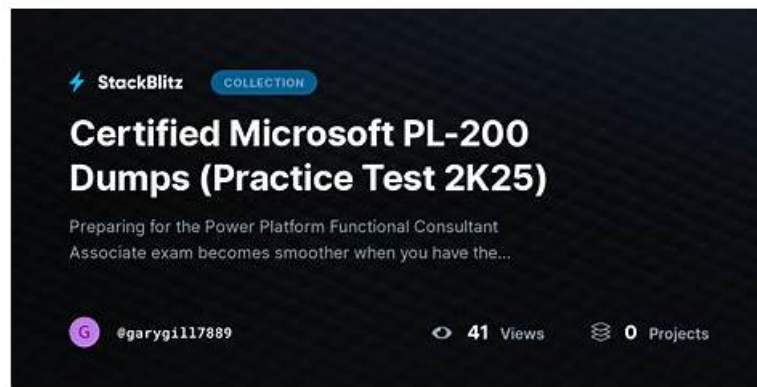 StackBlitz COLLECTION
Certified Microsoft PL-200
Dumps (Practice Test 2K25)
Preparing for the Power Platform Functional Consultant
Associate exam becomes smoother when you have the...
G @garygill7889 41 Views 0 Projects